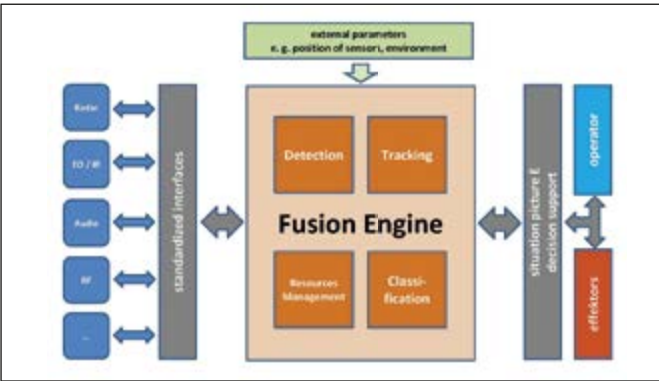 external parameters
e. g. position of sensors, environment
Radar
EO / IR
Audio
RF
...
standardized interfaces
Detection
Tracking
Fusion Engine
Resources
Management
Classi-
fication
situation picture E
decision support
operator
effektors